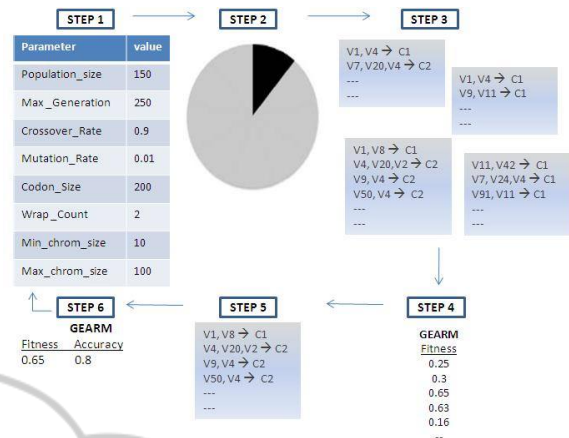 STEP 1
STEP 2
STEP 3
Parameter value
Population_size 150
Max_Generation 250
Crossover_Rate 0.9
Mutation_Rate 0.01
Codon_Size 200
Wrap_Count 2
Min_chrom_size 10
Max_chrom_size 100
V1, V4 → C1
V7, V20, V4 → C2
---
---
V1, V4 → C1
V9, V11 → C1
---
---
V1, V8 → C1
V4, V20, V2 → C2
V9, V4 → C2
V50, V4 → C2
---
---
V11, V42 → C1
V7, V24, V4 → C1
V91, V11 → C1
---
---
STEP 4
GEARM
Fitness
0.25
0.3
0.65
0.63
0.16
--
STEP 5
V1, V8 → C1
V4, V20, V2 → C2
V9, V4 → C2
V50, V4 → C2
---
---
STEP 6
GEARM
Fitness Accuracy
0.65 0.8